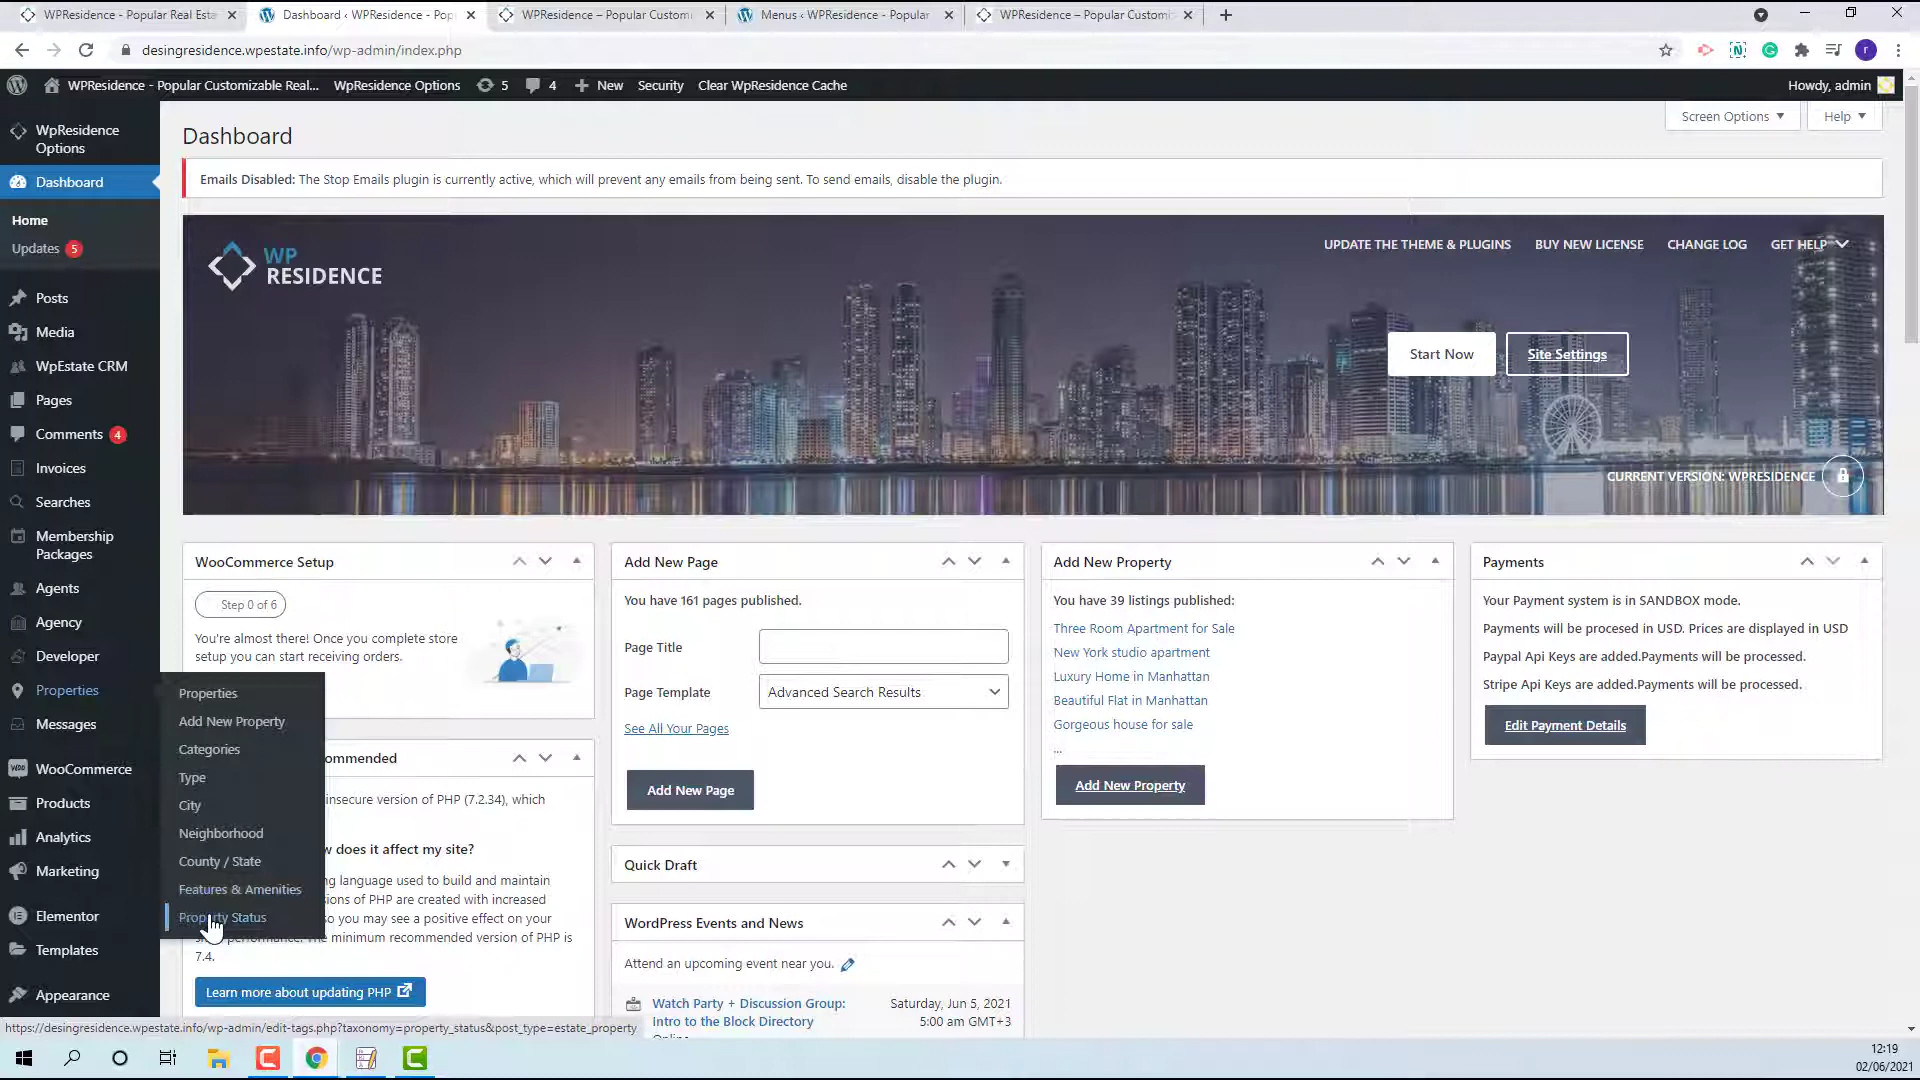 WPResidence - Popular Real Esta
Dashboard ‹ WPResidence - Pop
WPResidence – Popular Custom
Menus ‹ WPResidence - Popular
WPResidence – Popular Customi
desingresidence.wpestate.info/wp-admin/index.php
r
WPResidence - Popular Customizable Real...
WpResidence Options
5
4
New
Security
Clear WpResidence Cache
Howdy, admin
WpResidence
Options
Dashboard
Home
Updates 5
Posts
Media
WpEstate CRM
Pages
Comments 4
Invoices
Searches
Membership
Packages
Agents
Agency
Developer
Properties
Messages
WooCommerce
Products
Analytics
Marketing
Elementor
Templates
Appearance
Properties
Add New Property
Categories
Type
City
Neighborhood
County / State
Features & Amenities
Property Status
Dashboard
Screen Options
Help
Emails Disabled: The Stop Emails plugin is currently active, which will prevent any emails from being sent. To send emails, disable the plugin.
WP
RESIDENCE
UPDATE THE THEME & PLUGINS
BUY NEW LICENSE
CHANGE LOG
GET HELP
Start Now
Site Settings
CURRENT VERSION: WPRESIDENCE
WooCommerce Setup
Step 0 of 6
You're almost there! Once you complete store
setup you can start receiving orders.
ommended
insecure version of PHP (7.2.34), which
w does it affect my site?
ng language used to build and maintain
sions of PHP are created with increased
so you may see a positive effect on your
performance. The minimum recommended version of PHP is
7.4.
Learn more about updating PHP
Add New Page
You have 161 pages published.
Page Title
Page Template
Advanced Search Results
See All Your Pages
Add New Page
Quick Draft
WordPress Events and News
Attend an upcoming event near you.
Watch Party + Discussion Group:
Intro to the Block Directory
Saturday, Jun 5, 2021
5:00 am GMT+3
Add New Property
You have 39 listings published:
Three Room Apartment for Sale
New York studio apartment
Luxury Home in Manhattan
Beautiful Flat in Manhattan
Gorgeous house for sale
...
Add New Property
Payments
Your Payment system is in SANDBOX mode.
Payments will be procesed in USD. Prices are displayed in USD
Paypal Api Keys are added.Payments will be processed.
Stripe Api Keys are added.Payments will be processed.
Edit Payment Details
https://desingresidence.wpestate.info/wp-admin/edit-tags.php?taxonomy=property_status&post_type=estate_property
12:19
02/06/2021